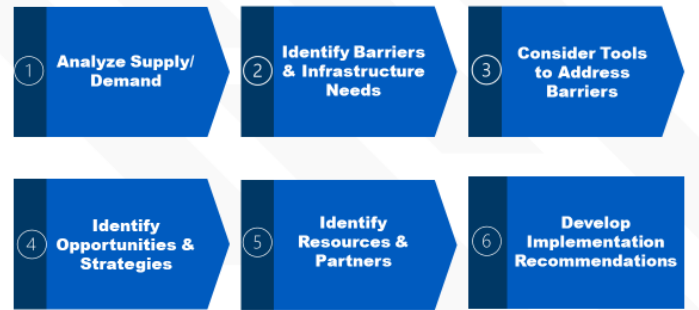 1
Analyze Supply/
Demand
2
Identify Barriers
& Infrastructure
Needs
3
Consider Tools
to Address
Barriers
4
Identify
Opportunities &
Strategies
5
Identify
Resources &
Partners
6
Develop
Implementation
Recommendations